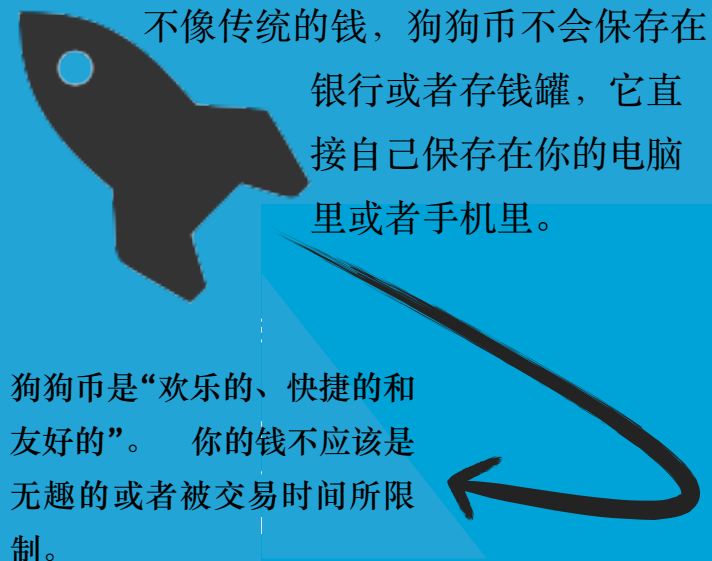 不像传统的钱，狗狗币不会保存在
银行或者存钱罐，它直
接自己保存在你的电脑
里或者手机里。
狗狗币是“欢乐的、快捷的和
友好的”。 你的钱不应该是
无趣的或者被交易时间所限
制。